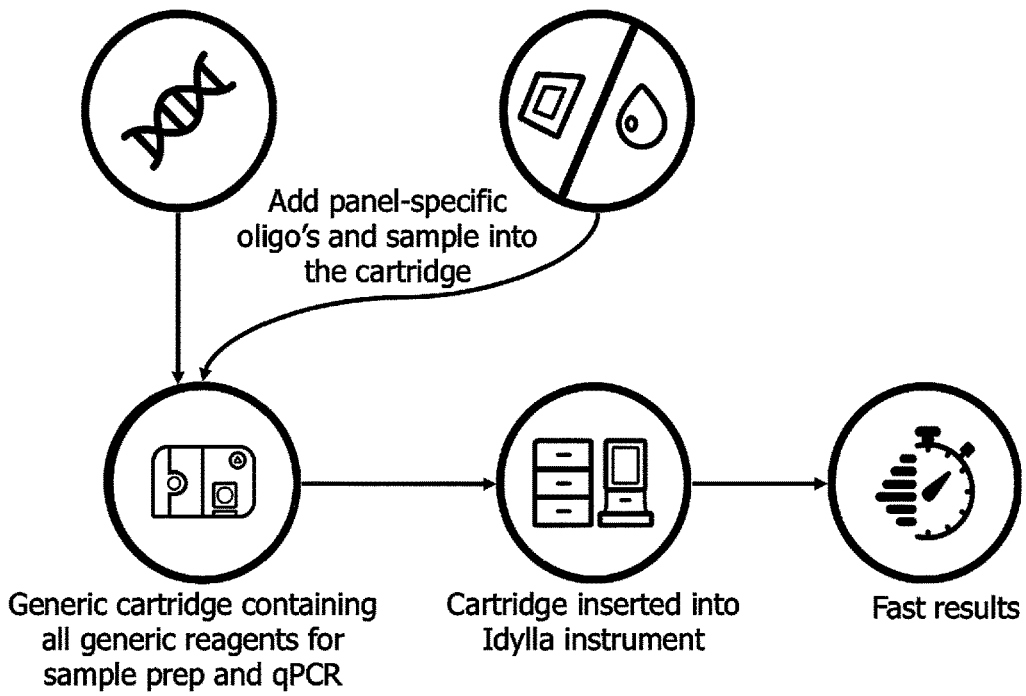 Add panel-specific
oligo's and sample into
the cartridge
Generic cartridge containing
all generic reagents for
sample prep and qPCR
Cartridge inserted into
Idylla instrument
Fast results